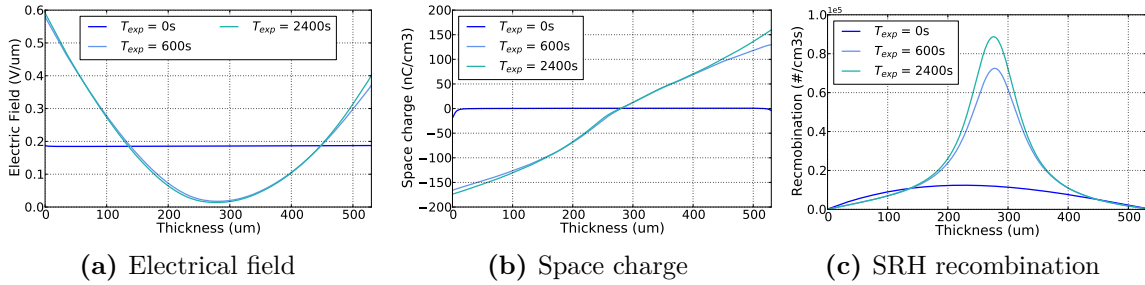 0.6
0.5
0.4
0.3
0.2
0.1
0.0
0 100 200 300 400 500
Electric Field (V/um)
Thickness (um)
T_exp = 0s
T_exp = 600s
T_exp = 2400s
(a) Electrical field
200
150
100
50
0
−50
−100
−150
−200
0 100 200 300 400 500
Space charge (nC/cm3)
Thickness (um)
T_exp = 0s
T_exp = 600s
T_exp = 2400s
(b) Space charge
1e5
1.0
0.8
0.6
0.4
0.2
0.0
0 100 200 300 400 500
Recmobination (#/cm3s)
Thickness (um)
T_exp = 0s
T_exp = 600s
T_exp = 2400s
(c) SRH recombination